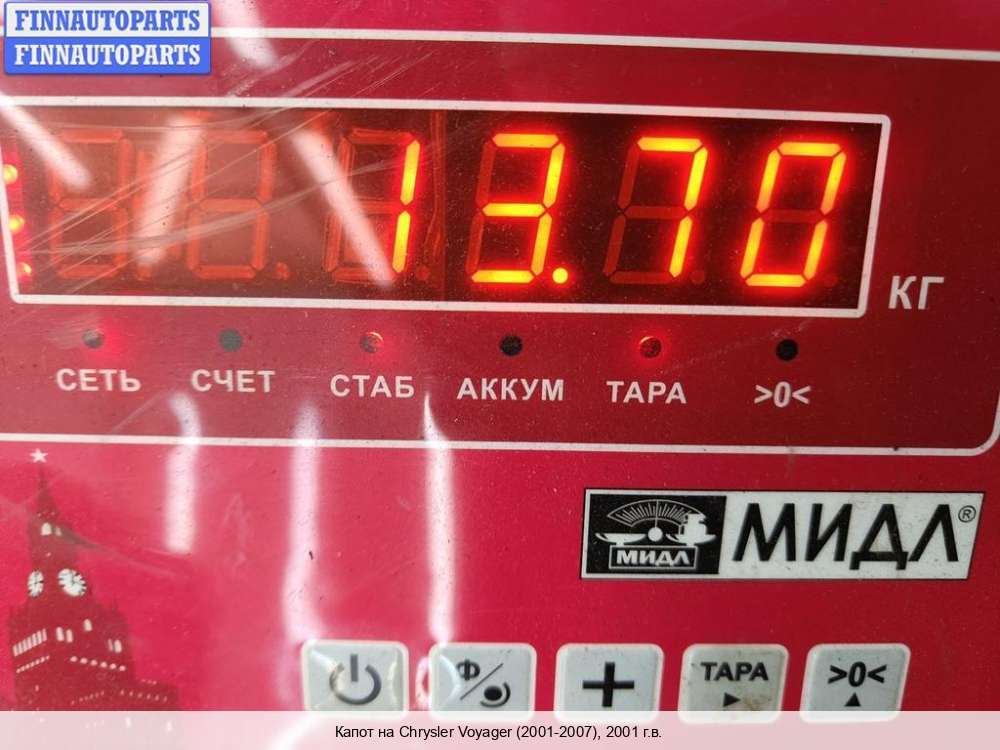 FINNAUTOPARTS
FINNAUTOPARTS
13.70
КГ
СЕТЬ СЧЕТ СТАБ АККУМ ТАРА >0<
МИДЛ МИДЛ®
Ф ТАРА >0<
Капот на Chrysler Voyager (2001-2007), 2001 г.в.